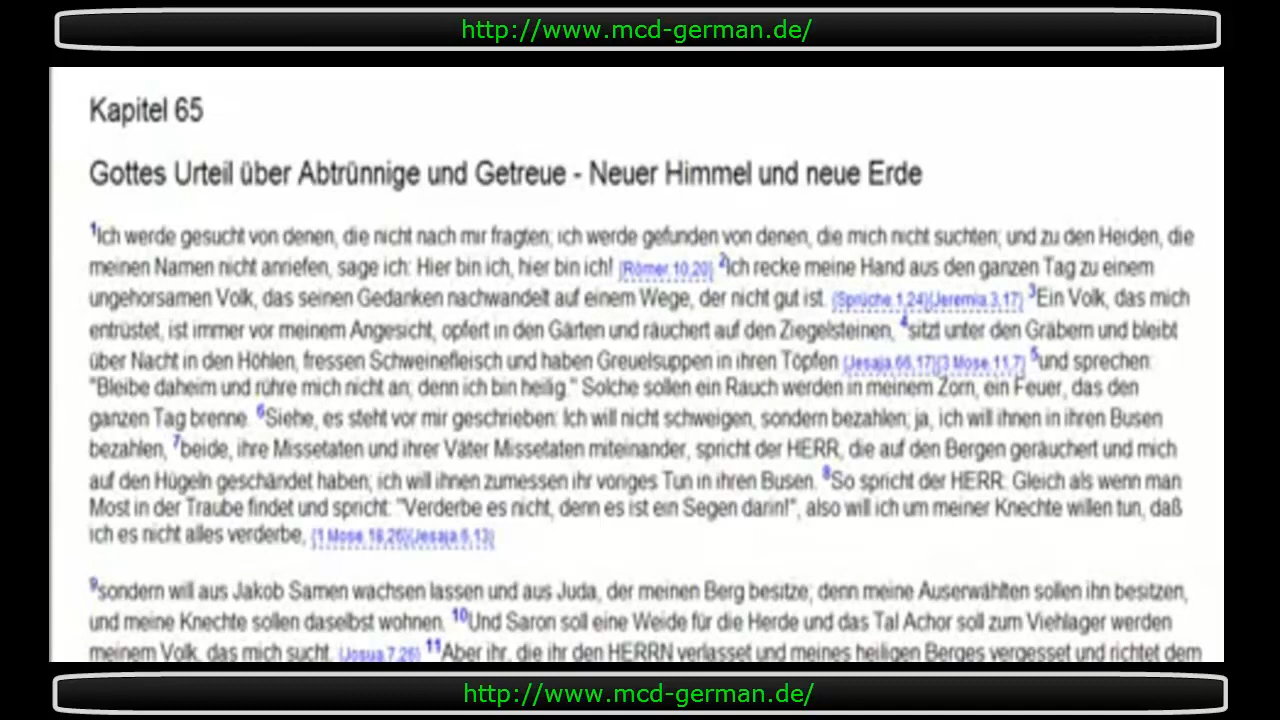 http://www.mcd-german.de/
Kapitel 65
Gottes Urteil über Abtrünnige und Getreue - Neuer Himmel und neue Erde
1Ich werde gesucht von denen, die nicht nach mir fragten; ich werde gefunden von denen, die mich nicht suchten; und zu den Heiden, die
meinen Namen nicht anriefen, sage ich: Hier bin ich, hier bin ich! (Römer 10,20) 2Ich recke meine Hand aus den ganzen Tag zu einem
ungehorsamen Volk, das seinen Gedanken nachwandelt auf einem Wege, der nicht gut ist. (Sprüche 1,24)(Jeremia 3,17) 3Ein Volk, das mich
entrüstet, ist immer vor meinem Angesicht, opfert in den Gärten und räuchert auf den Ziegelsteinen, 4sitzt unter den Gräbern und bleibt
über Nacht in den Höhlen, fressen Schweinefleisch und haben Greuelsuppen in ihren Töpfen (Jesaja 66,17)(3 Mose 11,7) 5und sprechen:
"Bleibe daheim und rühre mich nicht an; denn ich bin heilig." Solche sollen ein Rauch werden in meinem Zorn, ein Feuer, das den
ganzen Tag brenne. 6Siehe, es steht vor mir geschrieben: Ich will nicht schweigen, sondern bezahlen; ja, ich will ihnen in ihren Busen
bezahlen, 7beide, ihre Missetaten und ihrer Väter Missetaten miteinander, spricht der HERR, die auf den Bergen geräuchert und mich
auf den Hügeln geschändet haben; ich will ihnen zumessen ihr voriges Tun in ihren Busen. 8So spricht der HERR: Gleich als wenn man
Most in der Traube findet und spricht: "Verderbe es nicht, denn es ist ein Segen darin!", also will ich um meiner Knechte willen tun, daß
ich es nicht alles verderbe, (1 Mose 18,26)(Jesaja 6,13)
9sondern will aus Jakob Samen wachsen lassen und aus Juda, der meinen Berg besitze; denn meine Auserwählten sollen ihn besitzen,
und meine Knechte sollen daselbst wohnen. 10Und Saron soll eine Weide für die Herde und das Tal Achor soll zum Viehlager werden
meinem Volk, das mich sucht. (Josua 7,26) 11Aber ihr, die ihr den HERRN verlasset und meines heiligen Berges vergesset und richtet dem
http://www.mcd-german.de/